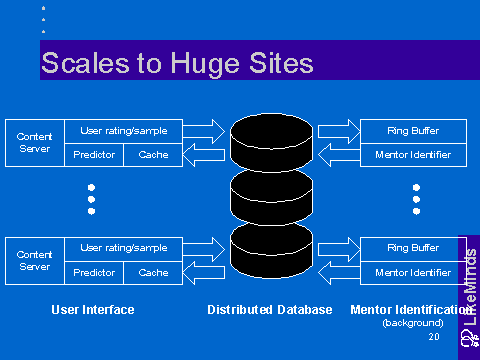 Scales to Huge Sites
Content
Server
User rating/sample
Predictor
Cache
Ring Buffer
Mentor Identifier
Content
Server
User rating/sample
Predictor
Cache
Ring Buffer
Mentor Identifier
User Interface
Distributed Database
Mentor Identification
(background)
20
LikeMinds